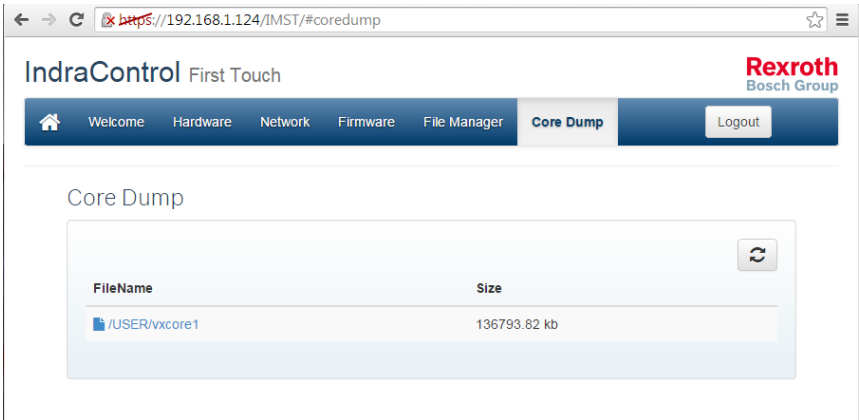 https://192.168.1.124/IMST/#coredump
IndraControl First Touch
Rexroth
Bosch Group
Welcome Hardware Network Firmware File Manager Core Dump Logout
Core Dump
FileName Size
/USER/vxcore1 136793.82 kb